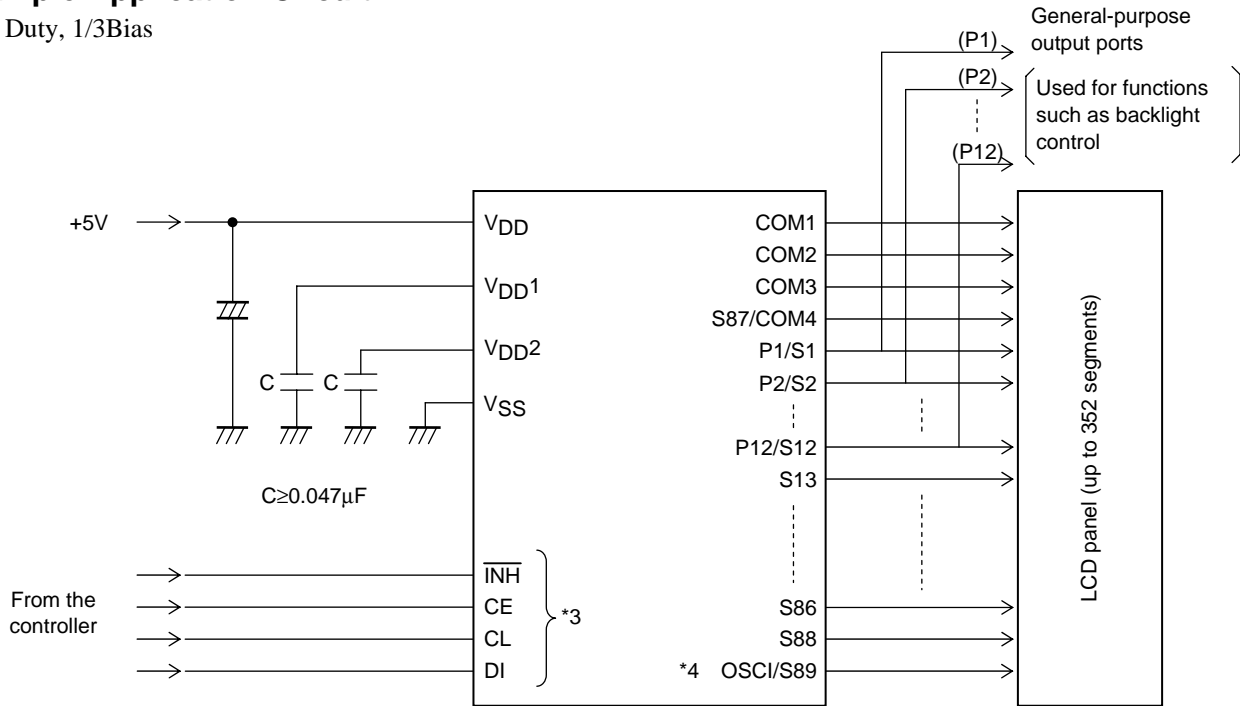 Duty, 1/3Bias
General-purpose
output ports
(P1)
(P2)
Used for functions
such as backlight
control
(P12)
+5V
VDD
VDD1
VDD2
VSS
C
C
C≥0.047μF
COM1
COM2
COM3
S87/COM4
P1/S1
P2/S2
P12/S12
S13
S86
S88
*4 OSCI/S89
LCD panel (up to 352 segments)
From the
controller
INH
CE
CL
DI
*3